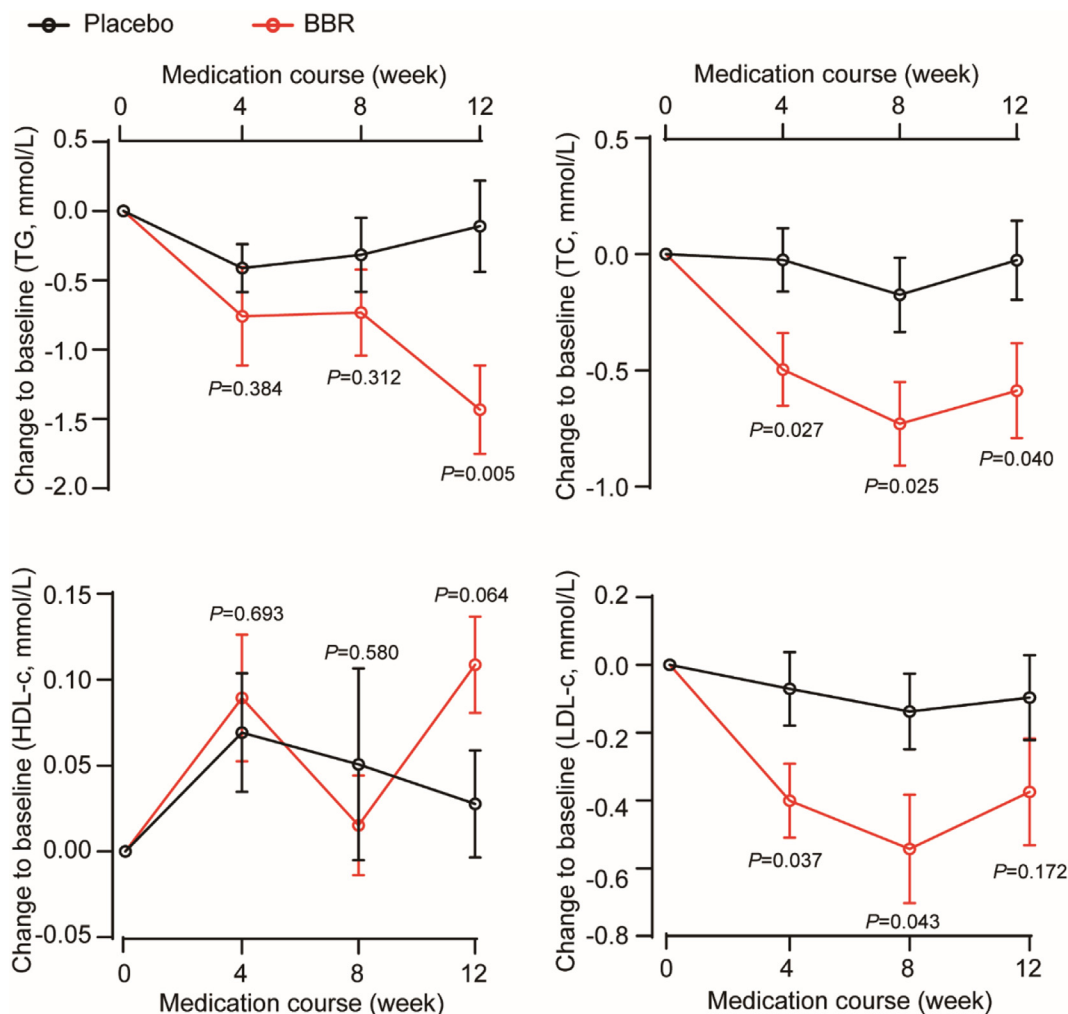 Placebo BBR
Medication course (week)
0 4 8 12
Change to baseline (TG, mmol/L)
0.5
0.0
-0.5
-1.0
-1.5
-2.0
P=0.384
P=0.312
P=0.005
Medication course (week)
0 4 8 12
Change to baseline (TC, mmol/L)
0.5
0.0
-0.5
-1.0
P=0.027
P=0.025
P=0.040
Change to baseline (HDL-c, mmol/L)
0.15
0.10
0.05
0.00
-0.05
P=0.693
P=0.580
P=0.064
0 4 8 12
Medication course (week)
Change to baseline (LDL-c, mmol/L)
0.2
0.0
-0.2
-0.4
-0.6
-0.8
P=0.037
P=0.043
P=0.172
0 4 8 12
Medication course (week)